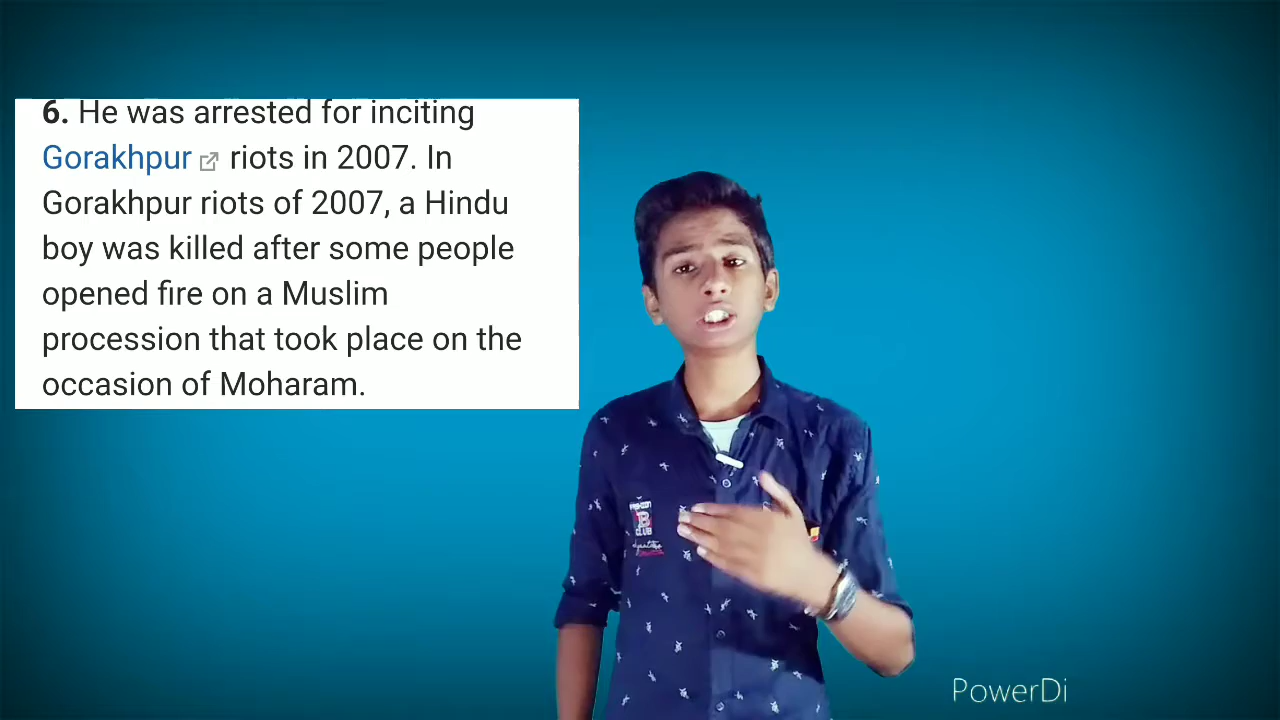 6. He was arrested for inciting
Gorakhpur riots in 2007. In
Gorakhpur riots of 2007, a Hindu
boy was killed after some people
opened fire on a Muslim
procession that took place on the
occasion of Moharam.
B
CLUB
PowerDi